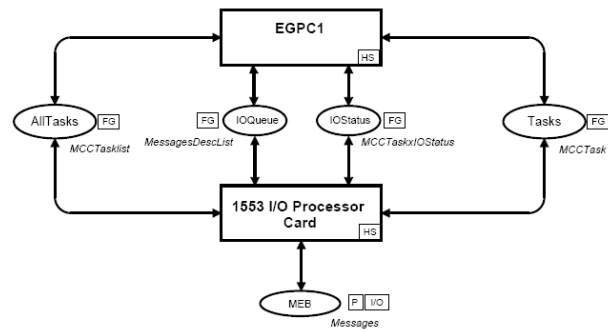 EGPC1
HS
AllTasks
FG
MCCTasklist
FG
IOQueue
MessagesDescList
IOStatus
FG
MCCTaskxIOStatus
Tasks
FG
MCCTask
1553 I/O Processor
Card
HS
MEB
P
I/O
Messages